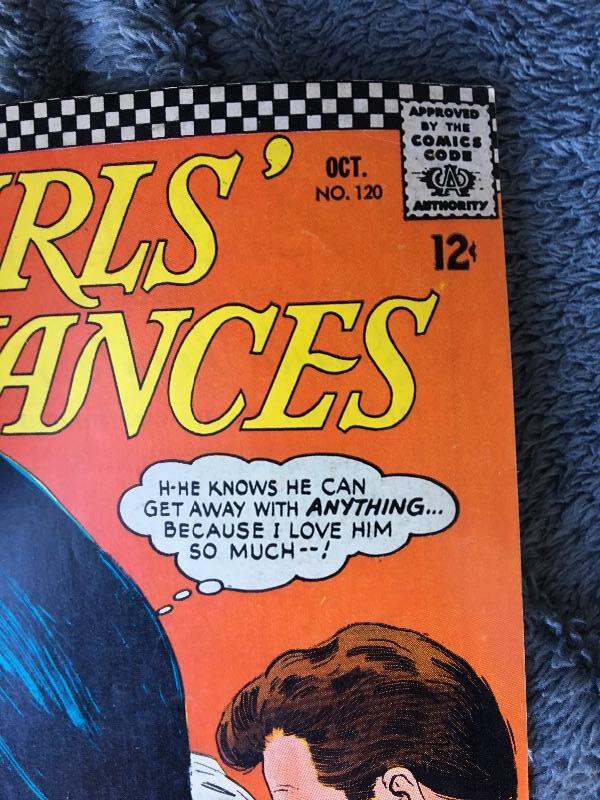 APPROVED
BY THE
COMICS
CODE
CA
AUTHORITY
OCT.
NO. 120
12¢
RLS'
ANCES
H-HE KNOWS HE CAN
GET AWAY WITH ANYTHING...
BECAUSE I LOVE HIM
SO MUCH--!